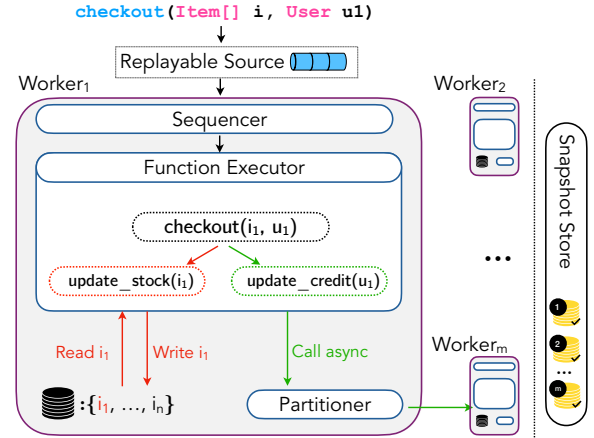 checkout(Item[] i, User u1)
Replayable Source
Worker₁
Worker₂
Sequencer
Function Executor
checkout(i₁, u₁)
update_stock(i₁)
update_credit(u₁)
Read i₁
Write i₁
Call async
:{i₁, ..., iₙ}
Partitioner
...
Workerₘ
Snapshot Store
1
2
...
m